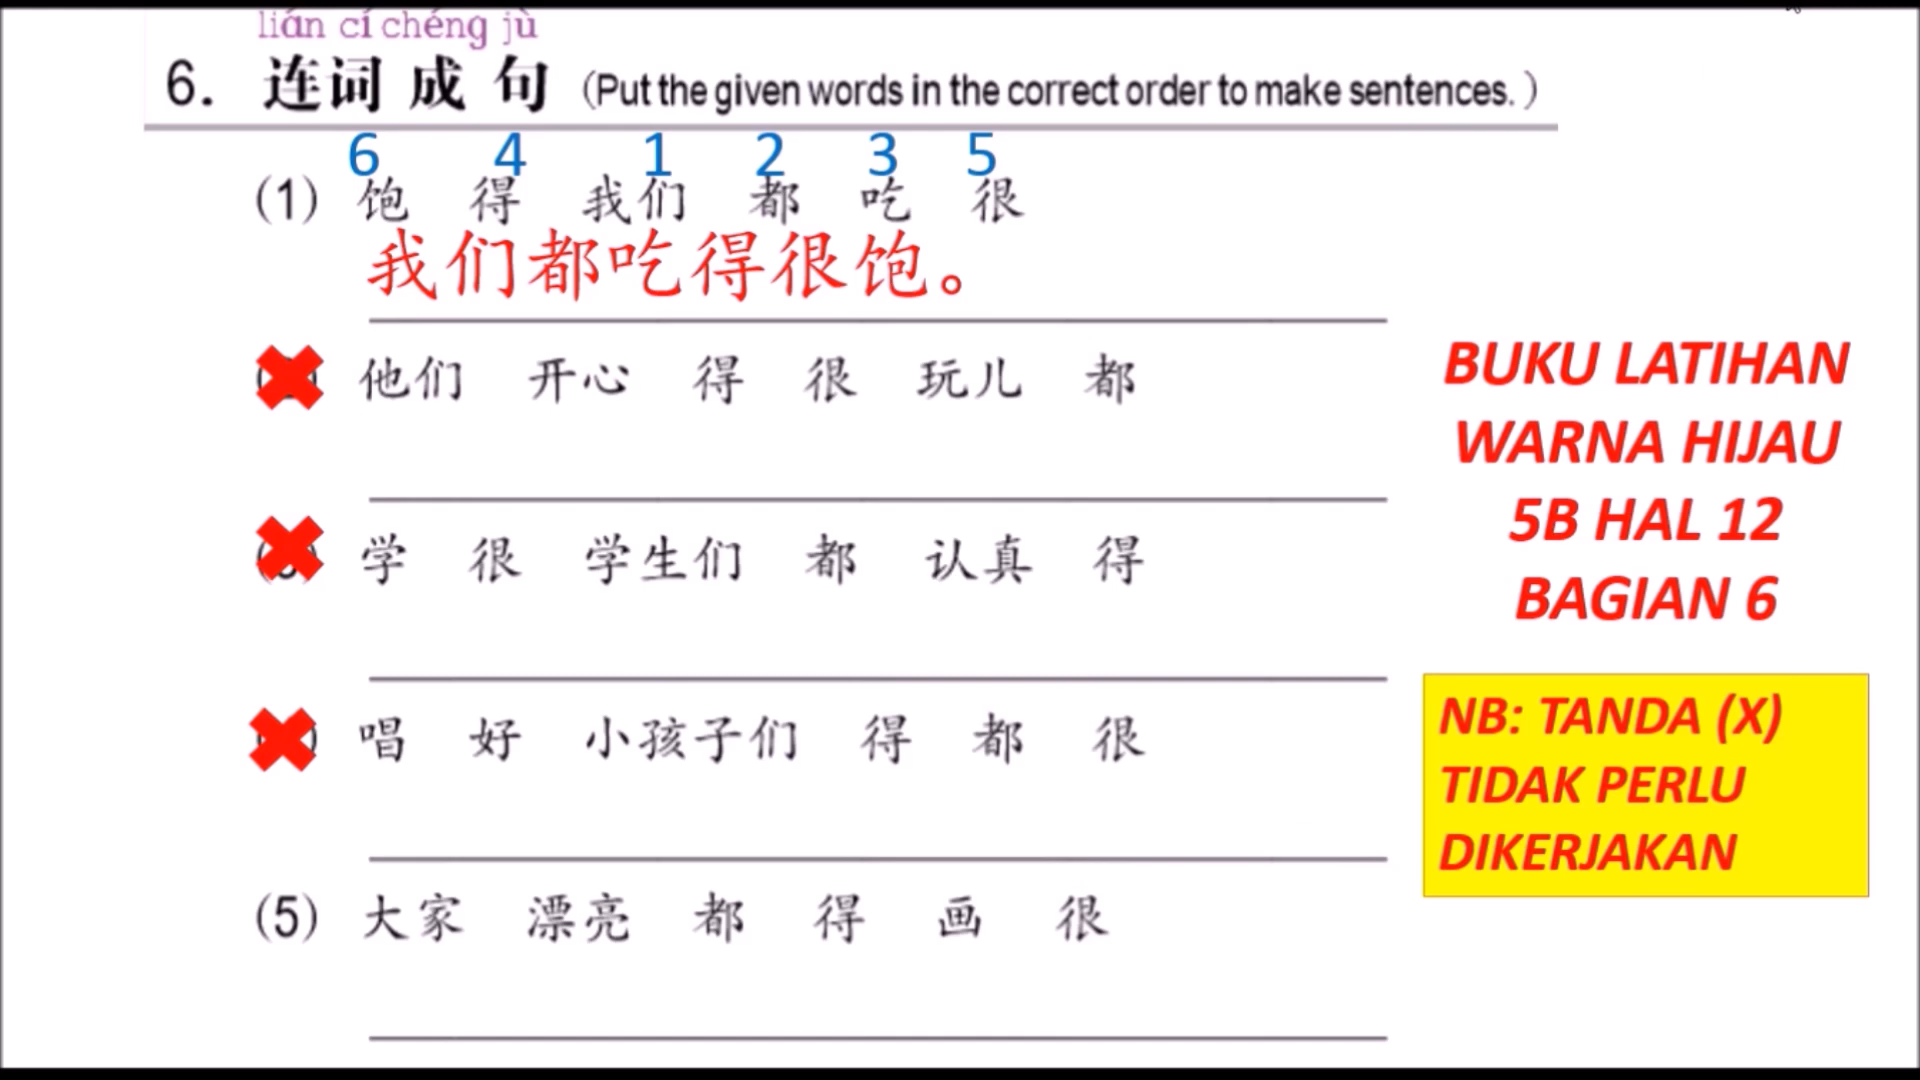 lián cí chéng jù
6. 连词成句 (Put the given words in the correct order to make sentences.)
6 4 1 2 3 5
(1) 饱 得 我们 都 吃 很
我们都吃得很饱。
他们 开心 得 很 玩儿 都
学 很 学生们 都 认真 得
唱 好 小孩子们 得 都 很
(5) 大家 漂亮 都 得 画 很
BUKU LATIHAN
WARNA HIJAU
5B HAL 12
BAGIAN 6
NB: TANDA (X)
TIDAK PERLU
DIKERJAKAN